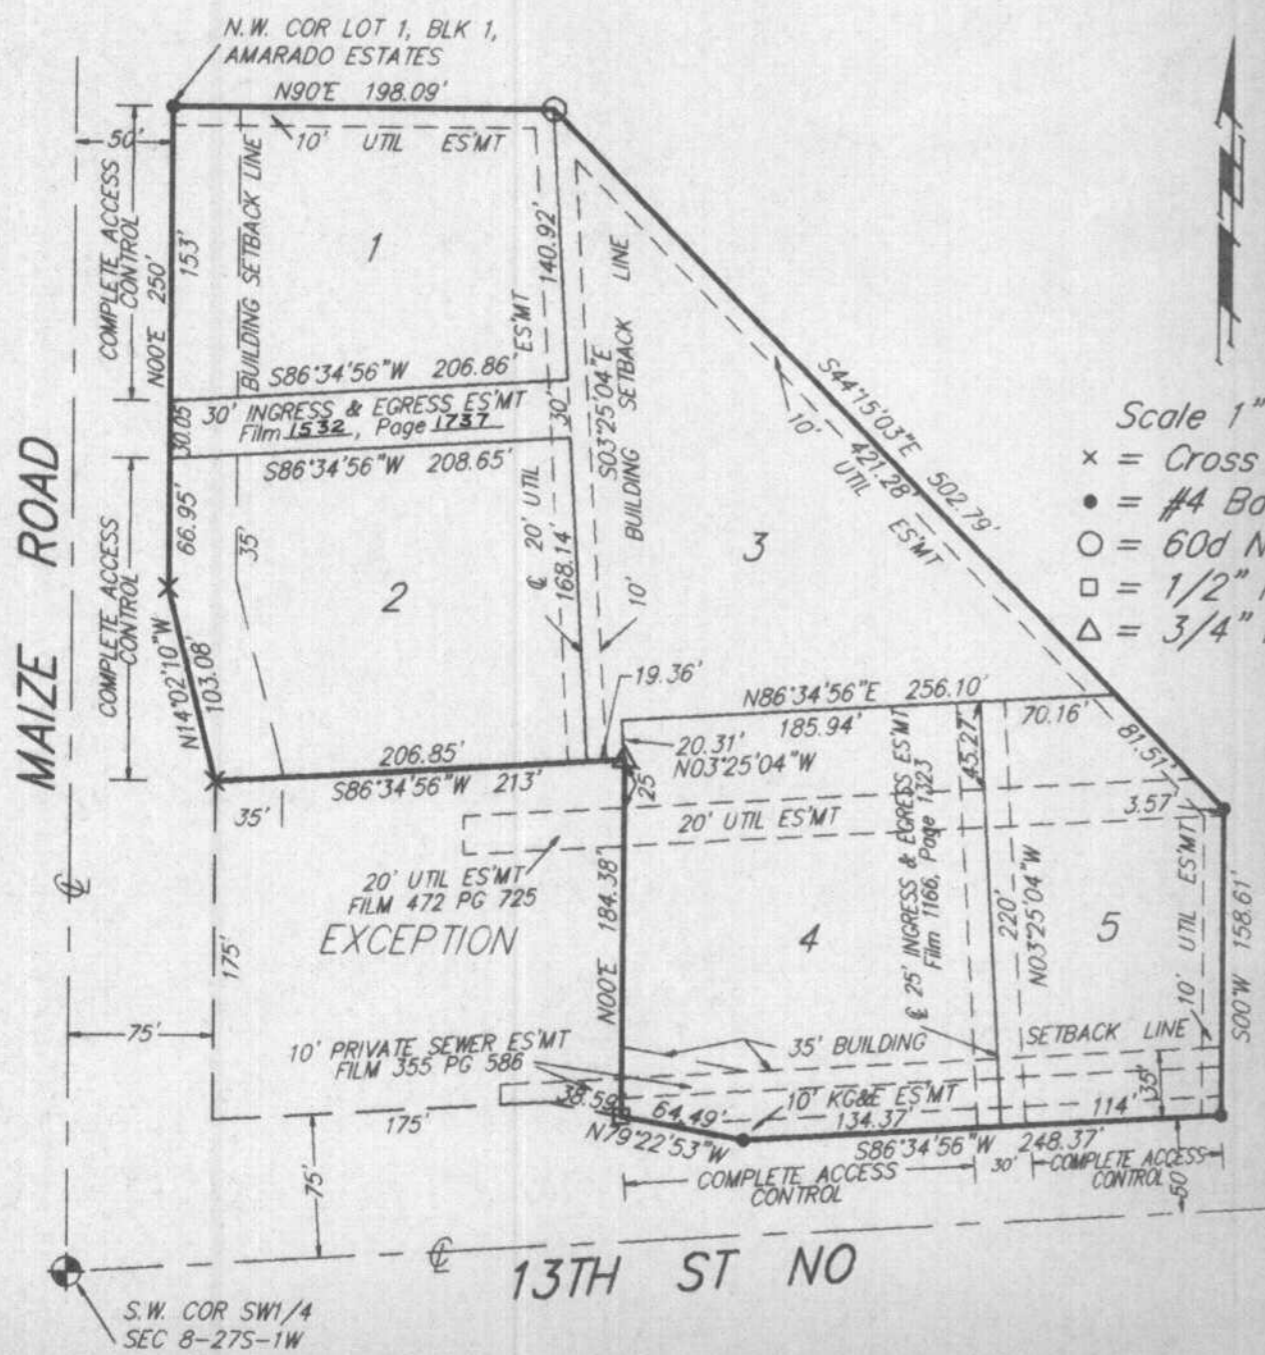 N.W. COR LOT 1, BLK 1,
AMARADO ESTATES
N90°E 198.09'
50'
10' UTIL ES'MT
COMPLETE ACCESS
CONTROL
N00°E 250'
153'
BUILDING SETBACK LINE
1
140.92'
ES'MT
S86°34'56"W 206.86'
30' INGRESS & EGRESS ES'MT
Film 1532, Page 1737
30.05
30'
S86°34'56"W 208.65'
S03°25'04"E
10' BUILDING SETBACK LINE
S44°15'03"E 502.79'
421.28'
10' UTIL ES'MT
Scale 1"
x = Cross
● = #4 Ba
○ = 60d N
□ = 1/2"
△ = 3/4"
MAIZE ROAD
66.95'
35'
COMPLETE ACCESS
CONTROL
2
℄ 20' UTIL
168.14'
3
N14°02'10"W
103.08'
19.36'
N86°34'56"E 256.10'
185.94'
70.16'
81.51'
20.31'
N03°25'04"W
45.27'
206.85'
S86°34'56"W 213'
35'
25'
20' UTIL ES'MT
3.57'
20' UTIL ES'MT
FILM 472 PG 725
EXCEPTION
175'
N00°E 184.38'
4
℄ 25' INGRESS & EGRESS ES'MT
Film 1166, Page 1323
220'
N03°25'04"W
5
10' UTIL ES'MT
S00°W 158.61'
75'
10' PRIVATE SEWER ES'MT
FILM 355 PG 586
35' BUILDING SETBACK LINE
35'
38.59'
64.49'
10' KG&E ES'MT
134.37'
114'
N79°22'53"W
S86°34'56"W 248.37'
175'
COMPLETE ACCESS
CONTROL
30'
COMPLETE ACCESS
CONTROL
50'
75'
℄
℄
13TH ST NO
S.W. COR SW1/4
SEC 8-27S-1W